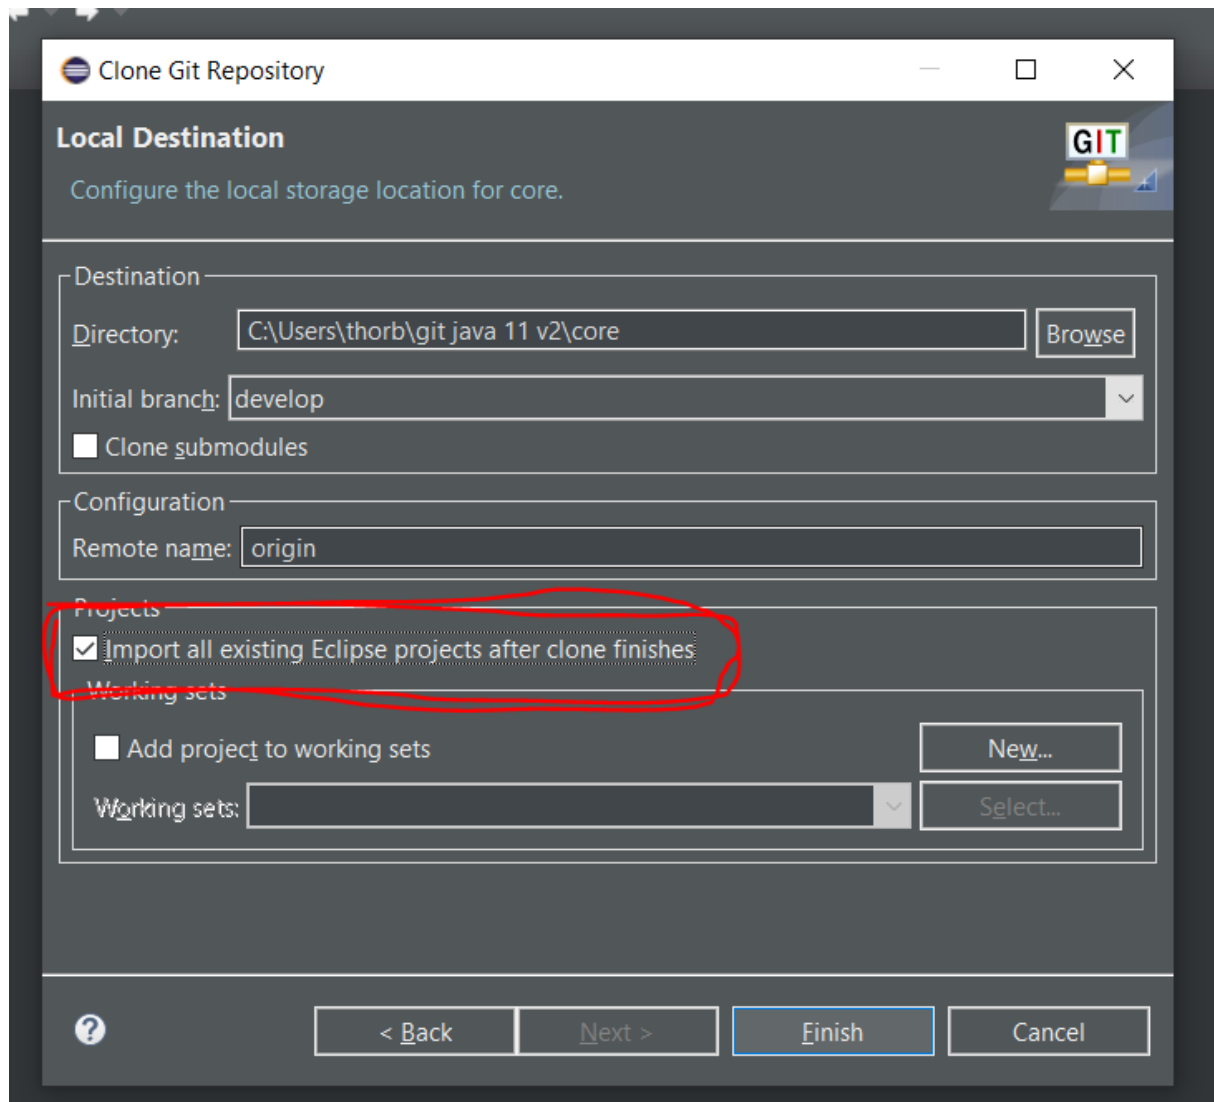 Clone Git Repository
Local Destination
GIT
Configure the local storage location for core.
Destination
Directory: C:\Users\thorb\git java 11 v2\core Browse
Initial branch: develop
Clone submodules
Configuration
Remote name: origin
Projects
Import all existing Eclipse projects after clone finishes
Working sets
Add project to working sets New...
Working sets: Select...
? < Back Next > Finish Cancel